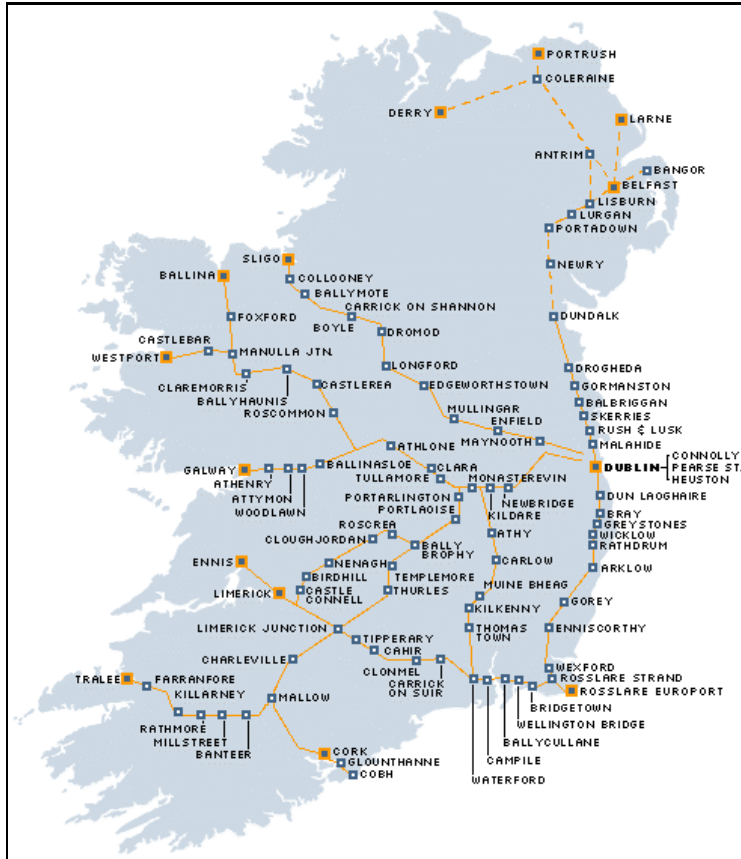 PORTRUSH
COLERAINE
DERRY
LARNE
ANTRIM
BANGOR
BELFAST
LISBURN
LURGAN
PORTADOWN
SLIGO
NEWRY
BALLINA
COLLOONEY
BALLYMOTE
CARRICK ON SHANNON
FOXFORD
BOYLE
DROMOD
DUNDALK
CASTLEBAR
WESTPORT
MANULLA JTN.
LONGFORD
DROGHEDA
CLAREMORRIS
CASTLEREA
EDGEWORTHSTOWN
GORMANSTON
BALLYHAUNIS
BALBRIGGAN
ROSCOMMON
MULLINGAR
SKERRIES
ENFIELD
RUSH & LUSK
MAYNOOTH
MALAHIDE
ATHLONE
CONNOLLY
GALWAY
BALLINASLOE
CLARA
DUBLIN
PEARSE ST.
ATHENRY
TULLAMORE
MONASTEREVIN
HEUSTON
ATTYMON
PORTARLINGTON
NEWBRIDGE
DUN LAOGHAIRE
WOODLAWN
PORTLAOISE
KILDARE
BRAY
ROSCREA
GREYSTONES
CLOUGHJORDAN
ATHY
WICKLOW
BALLY
BROPHY
RATHDRUM
ENNIS
NENAGH
CARLOW
ARKLOW
BIRDHILL
TEMPLEMORE
LIMERICK
CASTLE
CONNELL
THURLES
MUINE BHEAG
GOREY
KILKENNY
LIMERICK JUNCTION
THOMAS
TOWN
ENNISCORTHY
TIPPERARY
CAHIR
CHARLEVILLE
CLONMEL
WEXFORD
TRALEE
FARRANFORE
CARRICK
ON SUIR
ROSSLARE STRAND
KILLARNEY
MALLOW
ROSSLARE EUROPORT
BRIDGETOWN
RATHMORE
WELLINGTON BRIDGE
MILLSTREET
BALLYCULLANE
BANTEER
CORK
CAMPILE
GLOUNTHANNE
WATERFORD
COBH